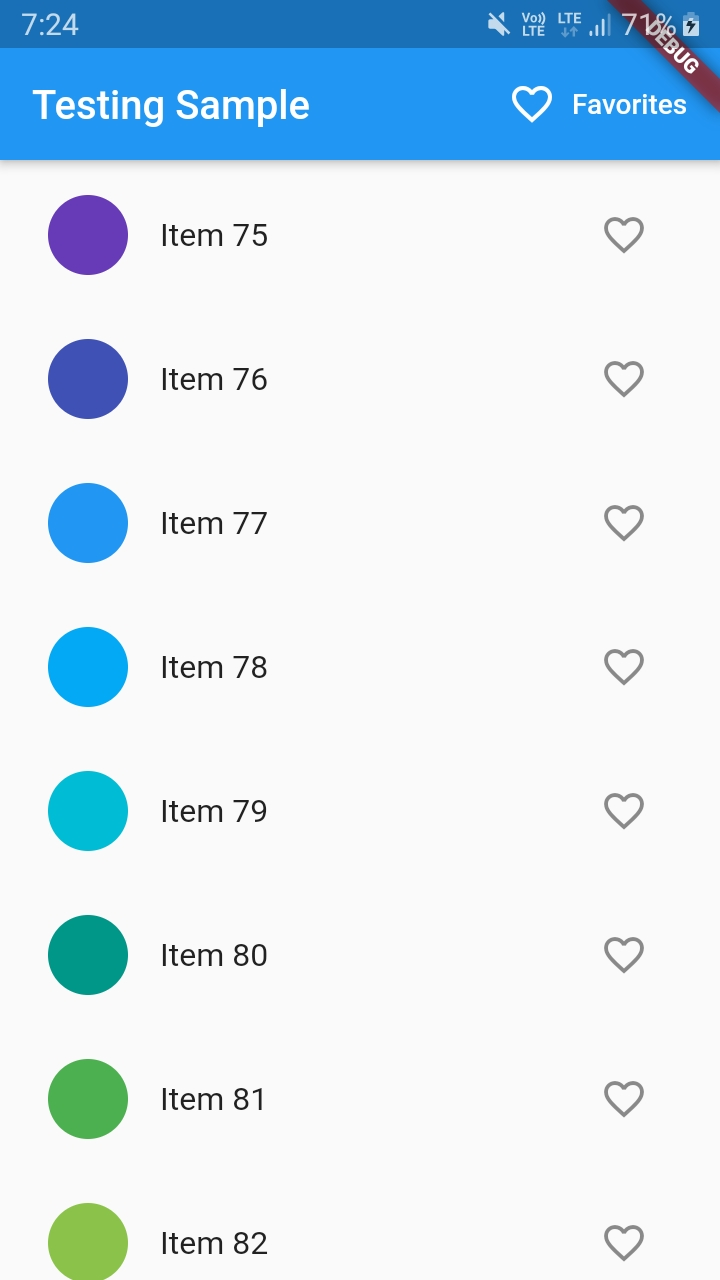 7:24 Vo)) LTE LTE 71%
DEBUG
Testing Sample Favorites
Item 75
Item 76
Item 77
Item 78
Item 79
Item 80
Item 81
Item 82